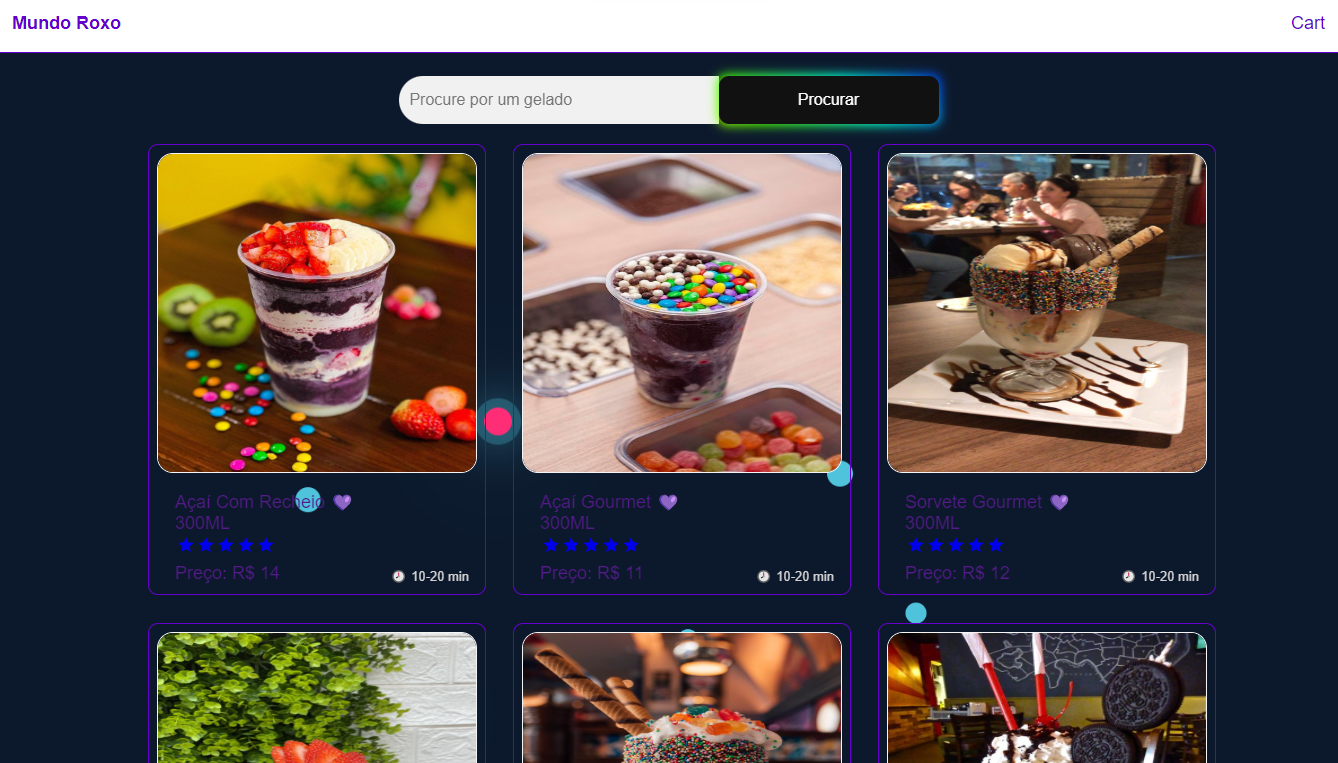 Mundo Roxo
Cart
Procure por um gelado
Procurar
Açaí Com Recheio 💜
300ML
★★★★★
Preço: R$ 14
🕗 10-20 min
Açaí Gourmet 💜
300ML
★★★★★
Preço: R$ 11
🕗 10-20 min
Sorvete Gourmet 💜
300ML
★★★★★
Preço: R$ 12
🕗 10-20 min